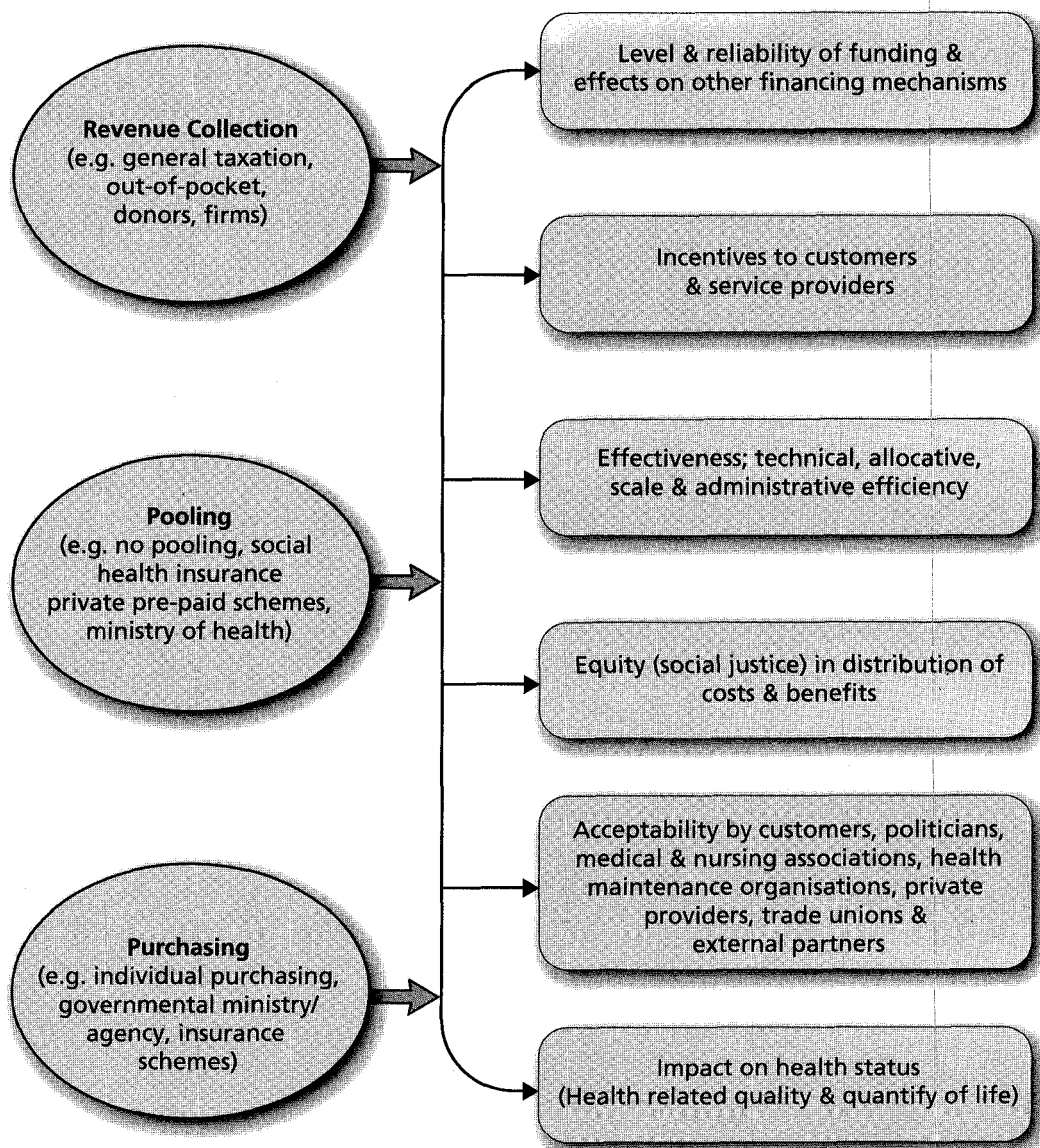 Revenue Collection
(e.g. general taxation,
out-of-pocket,
donors, firms)
Pooling
(e.g. no pooling, social
health insurance
private pre-paid schemes,
ministry of health)
Purchasing
(e.g. individual purchasing,
governmental ministry/
agency, insurance
schemes)
Level & reliability of funding &
effects on other financing mechanisms
Incentives to customers
& service providers
Effectiveness; technical, allocative,
scale & administrative efficiency
Equity (social justice) in distribution of
costs & benefits
Acceptability by customers, politicians,
medical & nursing associations, health
maintenance organisations, private
providers, trade unions &
external partners
Impact on health status
(Health related quality & quantify of life)